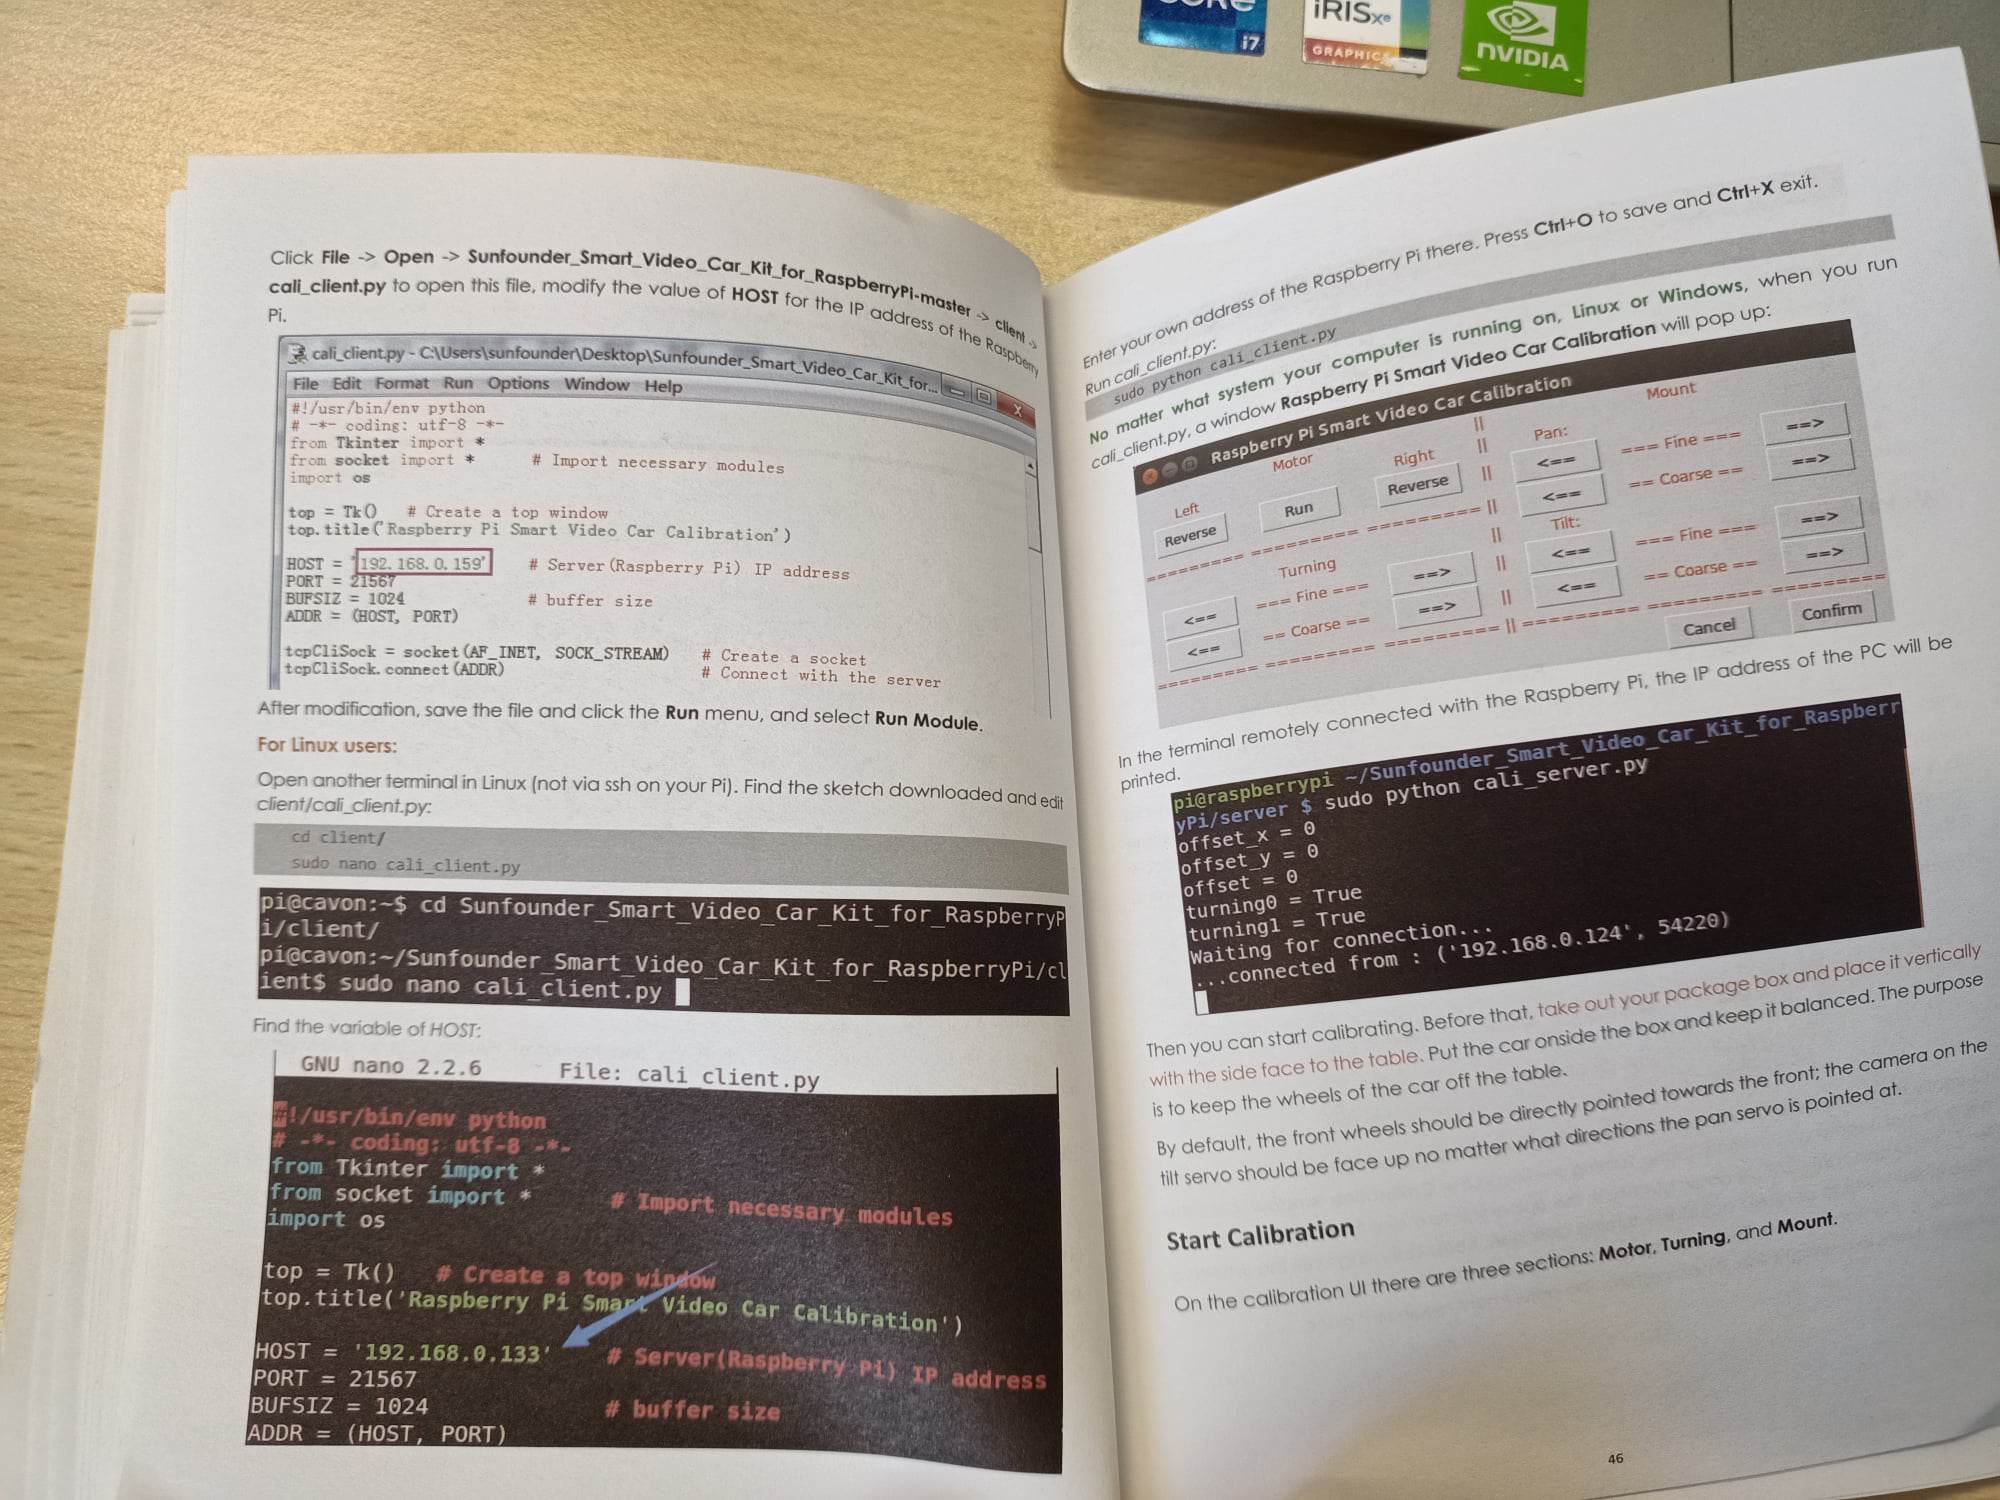 CORE
i7
iRISxe
GRAPHICS
nVIDIA
Click File -> Open -> Sunfounder_Smart_Video_Car_Kit_for_RaspberryPi-master -> client ->
cali_client.py to open this file, modify the value of HOST for the IP address of the Raspberry
Pi.
cali_client.py - C:\Users\sunfounder\Desktop\Sunfounder_Smart_Video_Car_Kit_for...
File Edit Format Run Options Window Help
#!/usr/bin/env python
# -*- coding: utf-8 -*-
from Tkinter import *
from socket import * # Import necessary modules
import os
top = Tk() # Create a top window
top.title('Raspberry Pi Smart Video Car Calibration')
HOST = '192.168.0.159' # Server(Raspberry Pi) IP address
PORT = 21567
BUFSIZ = 1024 # buffer size
ADDR = (HOST, PORT)
tcpCliSock = socket(AF_INET, SOCK_STREAM) # Create a socket
tcpCliSock.connect(ADDR) # Connect with the server
After modification, save the file and click the Run menu, and select Run Module.
For Linux users:
Open another terminal in Linux (not via ssh on your Pi). Find the sketch downloaded and edit
client/cali_client.py:
cd client/
sudo nano cali_client.py
pi@cavon:~$ cd Sunfounder_Smart_Video_Car_Kit_for_RaspberryP
i/client/
pi@cavon:~/Sunfounder_Smart_Video_Car_Kit_for_RaspberryPi/cl
ient$ sudo nano cali_client.py
Find the variable of HOST:
GNU nano 2.2.6 File: cali_client.py
#!/usr/bin/env python
# -*- coding: utf-8 -*-
from Tkinter import *
from socket import * # Import necessary modules
import os
top = Tk() # Create a top window
top.title('Raspberry Pi Smart Video Car Calibration')
HOST = '192.168.0.133' # Server(Raspberry Pi) IP address
PORT = 21567
BUFSIZ = 1024 # buffer size
ADDR = (HOST, PORT)
Enter your own address of the Raspberry Pi there. Press Ctrl+O to save and Ctrl+X exit.
Run cali_client.py:
sudo python cali_client.py
No matter what system your computer is running on, Linux or Windows, when you run
cali_client.py, a window Raspberry Pi Smart Video Car Calibration will pop up:
Raspberry Pi Smart Video Car Calibration
Motor || Mount
Left Right || Pan:
Reverse Run Reverse || <== === Fine === ==>
|| <== == Coarse == ==>
========= ========= ========= || Tilt:
Turning || <== === Fine === ==>
<== === Fine === ==> || <== == Coarse == ==>
<== == Coarse == ==> ||
========= ========= ========= || ========= ========= =========
Cancel Confirm
In the terminal remotely connected with the Raspberry Pi, the IP address of the PC will be
printed.
pi@raspberrypi ~/Sunfounder_Smart_Video_Car_Kit_for_Raspberr
yPi/server $ sudo python cali_server.py
offset_x = 0
offset_y = 0
offset = 0
turning0 = True
turning1 = True
Waiting for connection...
...connected from : ('192.168.0.124', 54220)
Then you can start calibrating. Before that, take out your package box and place it vertically
with the side face to the table. Put the car onside the box and keep it balanced. The purpose
is to keep the wheels of the car off the table.
By default, the front wheels should be directly pointed towards the front; the camera on the
tilt servo should be face up no matter what directions the pan servo is pointed at.
Start Calibration
On the calibration UI there are three sections: Motor, Turning, and Mount.
46